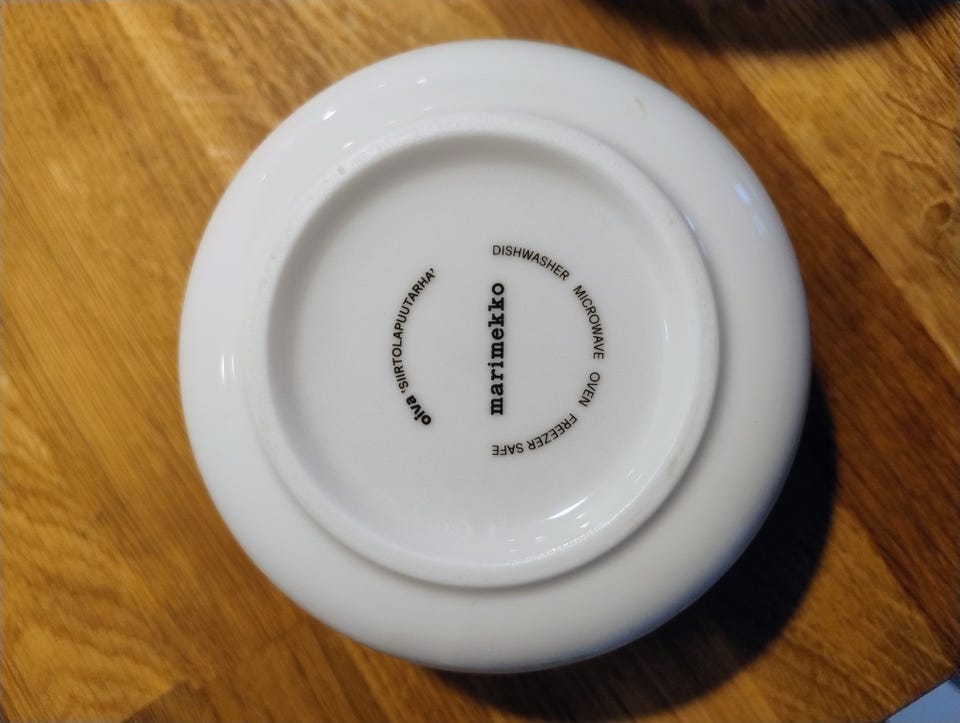 oiva 'SIIRTOLAPUUTARHA'
marimekko
DISHWASHER MICROWAVE OVEN FREEZER SAFE